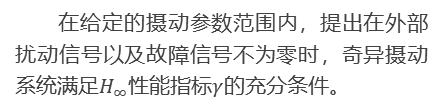 在给定的摄动参数范围内，提出在外部
扰动信号以及故障信号不为零时，奇异摄动
系统满足H∞性能指标γ的充分条件。